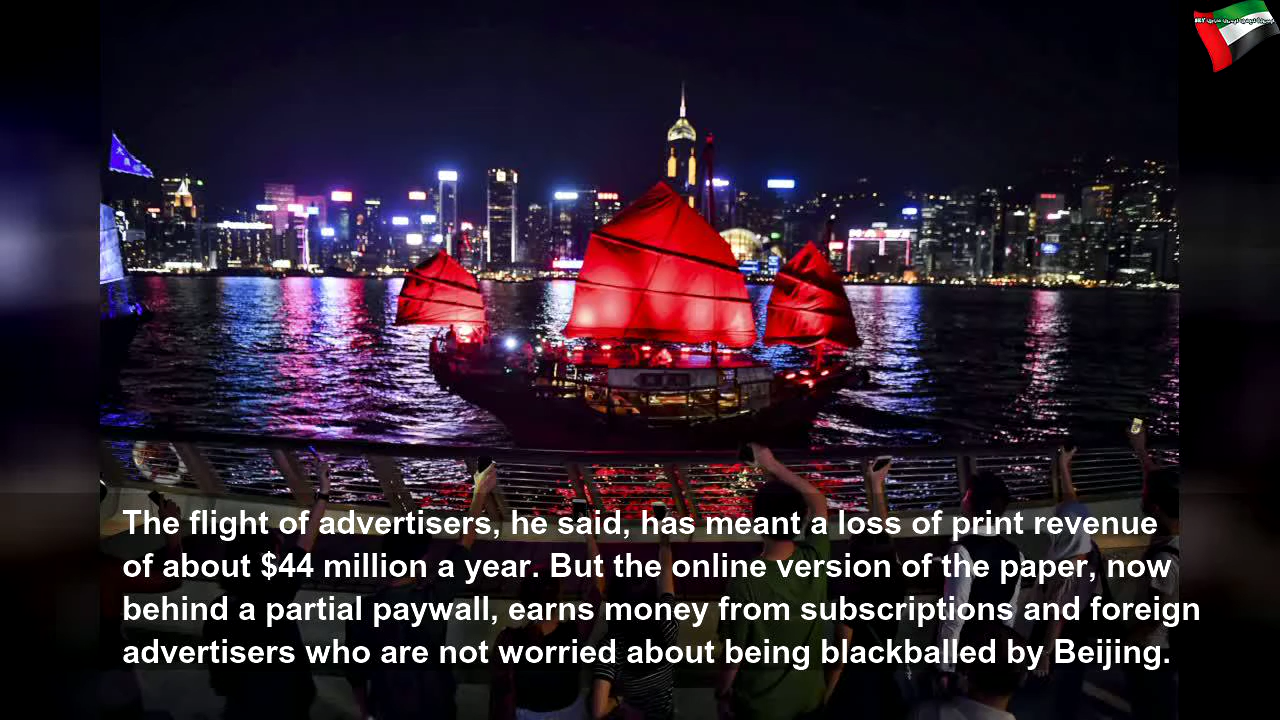 The flight of advertisers, he said, has meant a loss of print revenue
of about $44 million a year. But the online version of the paper, now
behind a partial paywall, earns money from subscriptions and foreign
advertisers who are not worried about being blackballed by Beijing.